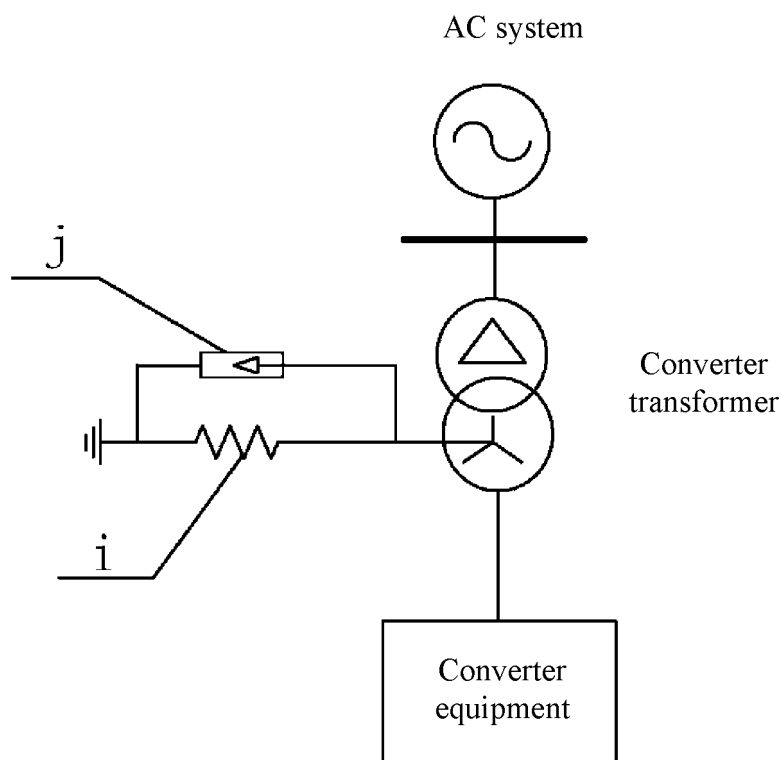 AC system
j
Converter
transformer
i
Converter
equipment